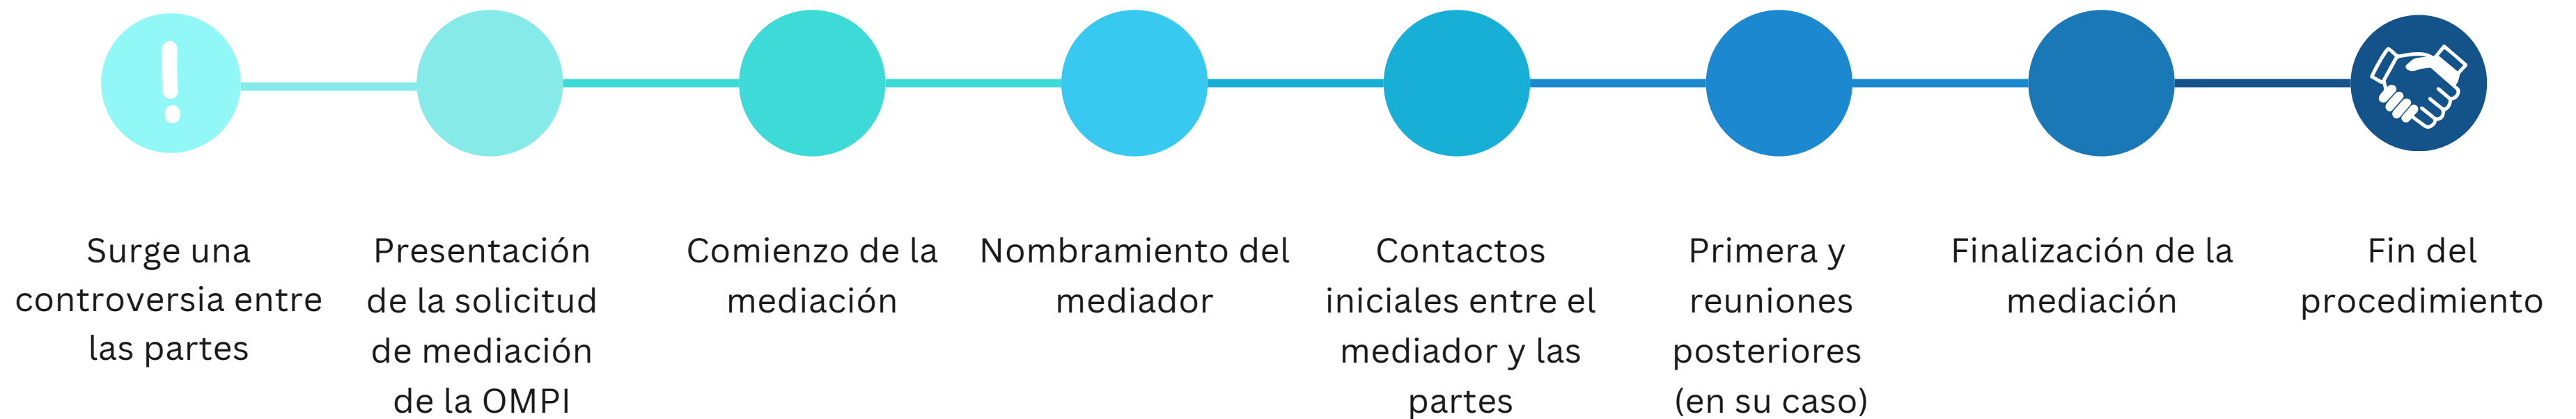 Surge una
controversia entre
las partes
Presentación
de la solicitud
de mediación
de la OMPI
Comienzo de la
mediación
Nombramiento del
mediador
Contactos
iniciales entre el
mediador y las
partes
Primera y
reuniones
posteriores
(en su caso)
Finalización de la
mediación
Fin del
procedimiento